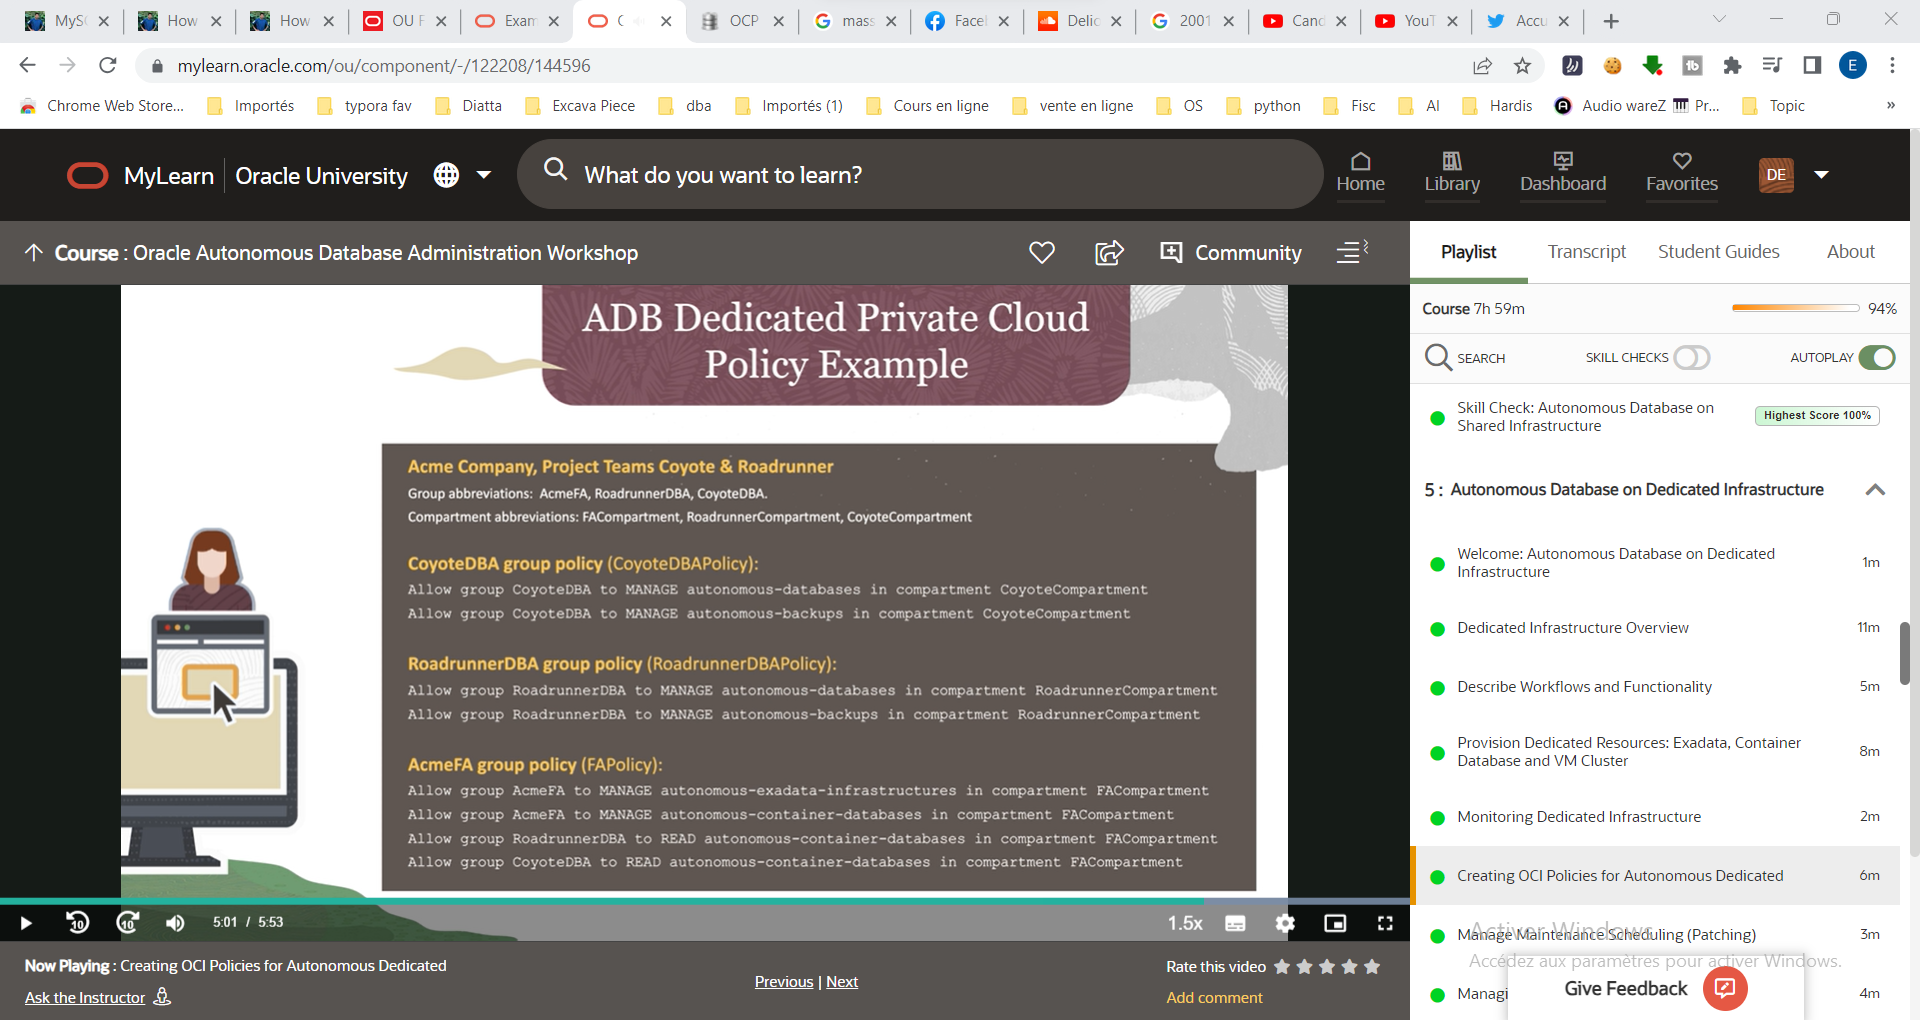 MySC
How
How
OU F
Exam
C
OCP
mass
Facel
Delic
2001
Canc
YouT
Accu
mylearn.oracle.com/ou/component/-/122208/144596
E
Chrome Web Store...
Importés
typora fav
Diatta
Excava Piece
dba
Importés (1)
Cours en ligne
vente en ligne
OS
python
Fisc
AI
Hardis
Audio wareZ
Pr...
Topic
»
MyLearn
Oracle University
What do you want to learn?
Home
Library
Dashboard
Favorites
DE
Course : Oracle Autonomous Database Administration Workshop
Community
ADB Dedicated Private Cloud
Policy Example
Acme Company, Project Teams Coyote & Roadrunner
Group abbreviations: AcmeFA, RoadrunnerDBA, CoyoteDBA.
Compartment abbreviations: FACompartment, RoadrunnerCompartment, CoyoteCompartment
CoyoteDBA group policy (CoyoteDBAPolicy):
Allow group CoyoteDBA to MANAGE autonomous-databases in compartment CoyoteCompartment
Allow group CoyoteDBA to MANAGE autonomous-backups in compartment CoyoteCompartment
RoadrunnerDBA group policy (RoadrunnerDBAPolicy):
Allow group RoadrunnerDBA to MANAGE autonomous-databases in compartment RoadrunnerCompartment
Allow group RoadrunnerDBA to MANAGE autonomous-backups in compartment RoadrunnerCompartment
AcmeFA group policy (FAPolicy):
Allow group AcmeFA to MANAGE autonomous-exadata-infrastructures in compartment FACompartment
Allow group AcmeFA to MANAGE autonomous-container-databases in compartment FACompartment
Allow group RoadrunnerDBA to READ autonomous-container-databases in compartment FACompartment
Allow group CoyoteDBA to READ autonomous-container-databases in compartment FACompartment
10
10
5:01 / 5:53
1.5x
Now Playing : Creating OCI Policies for Autonomous Dedicated
Ask the Instructor
Previous | Next
Rate this video
Add comment
Playlist
Transcript
Student Guides
About
Course 7h 59m
94%
SEARCH
SKILL CHECKS
AUTOPLAY
Skill Check: Autonomous Database on
Shared Infrastructure
Highest Score 100%
5 : Autonomous Database on Dedicated Infrastructure
Welcome: Autonomous Database on Dedicated
Infrastructure
1m
Dedicated Infrastructure Overview
11m
Describe Workflows and Functionality
5m
Provision Dedicated Resources: Exadata, Container
Database and VM Cluster
8m
Monitoring Dedicated Infrastructure
2m
Creating OCI Policies for Autonomous Dedicated
6m
Activer Windows
Manage Maintenance Scheduling (Patching)
3m
Accédez aux paramètres pour activer Windows.
Managi
4m
Give Feedback